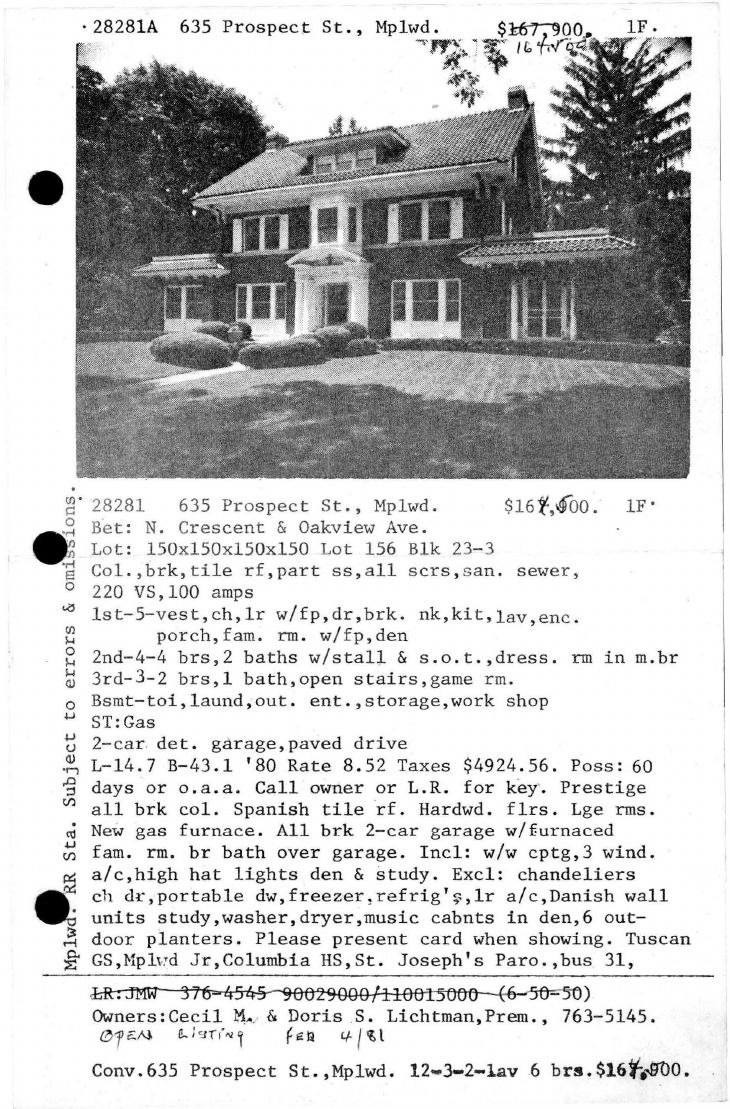 28281A 635 Prospect St., Mplwd. $167,900. 1F.
164,500
28281 635 Prospect St., Mplwd. $164,500. 1F.
Bet: N. Crescent & Oakview Ave.
Lot: 150x150x150x150 Lot 156 Blk 23-3
Col.,brk,tile rf,part ss,all scrs,san. sewer,
220 VS,100 amps
1st-5-vest,ch,lr w/fp,dr,brk. nk,kit,lav,enc.
porch,fam. rm. w/fp,den
2nd-4-4 brs,2 baths w/stall & s.o.t.,dress. rm in m.br
3rd-3-2 brs,1 bath,open stairs,game rm.
Bsmt-toi,laund,out. ent.,storage,work shop
ST:Gas
2-car det. garage,paved drive
L-14.7 B-43.1 '80 Rate 8.52 Taxes $4924.56. Poss: 60
days or o.a.a. Call owner or L.R. for key. Prestige
all brk col. Spanish tile rf. Hardwd. flrs. Lge rms.
New gas furnace. All brk 2-car garage w/furnaced
fam. rm. br bath over garage. Incl: w/w cptg,3 wind.
a/c,high hat lights den & study. Excl: chandeliers
ch dr,portable dw,freezer,refrig's,lr a/c,Danish wall
units study,washer,dryer,music cabnts in den,6 out-
door planters. Please present card when showing. Tuscan
GS,Mplwd Jr,Columbia HS,St. Joseph's Paro.,bus 31,
Mplwd. RR Sta. Subject to errors & omissions.
LR:JMW 376-4545 90029000/110015000 (6-50-50)
Owners:Cecil M. & Doris S. Lichtman,Prem., 763-5145.
OPEN LISTING FEB 4/81
Conv.635 Prospect St.,Mplwd. 12-3-2-lav 6 brs.$164,500.